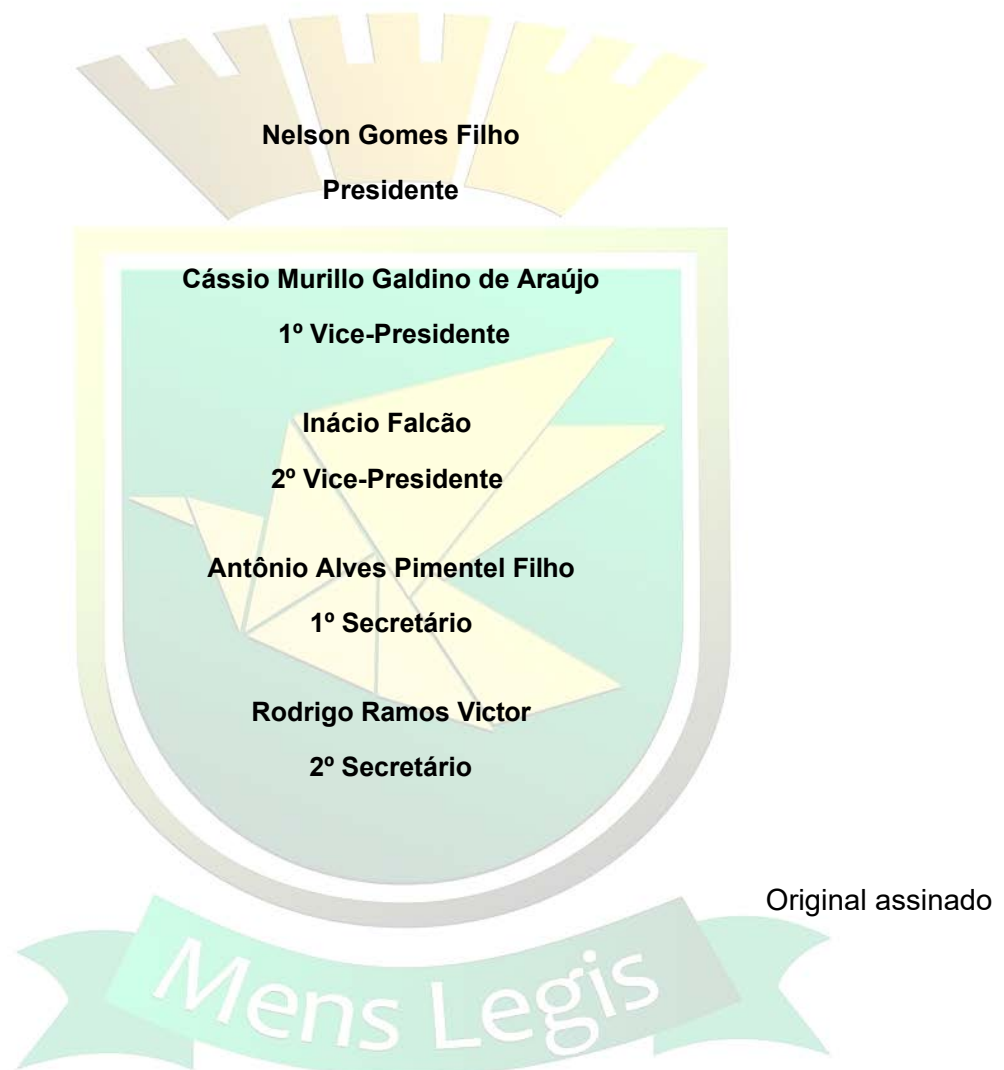 Nelson Gomes Filho
Presidente
Cássio Murillo Galdino de Araújo
1º Vice-Presidente
Inácio Falcão
2º Vice-Presidente
Antônio Alves Pimentel Filho
1º Secretário
Rodrigo Ramos Victor
2º Secretário
Original assinado
Mens Legis